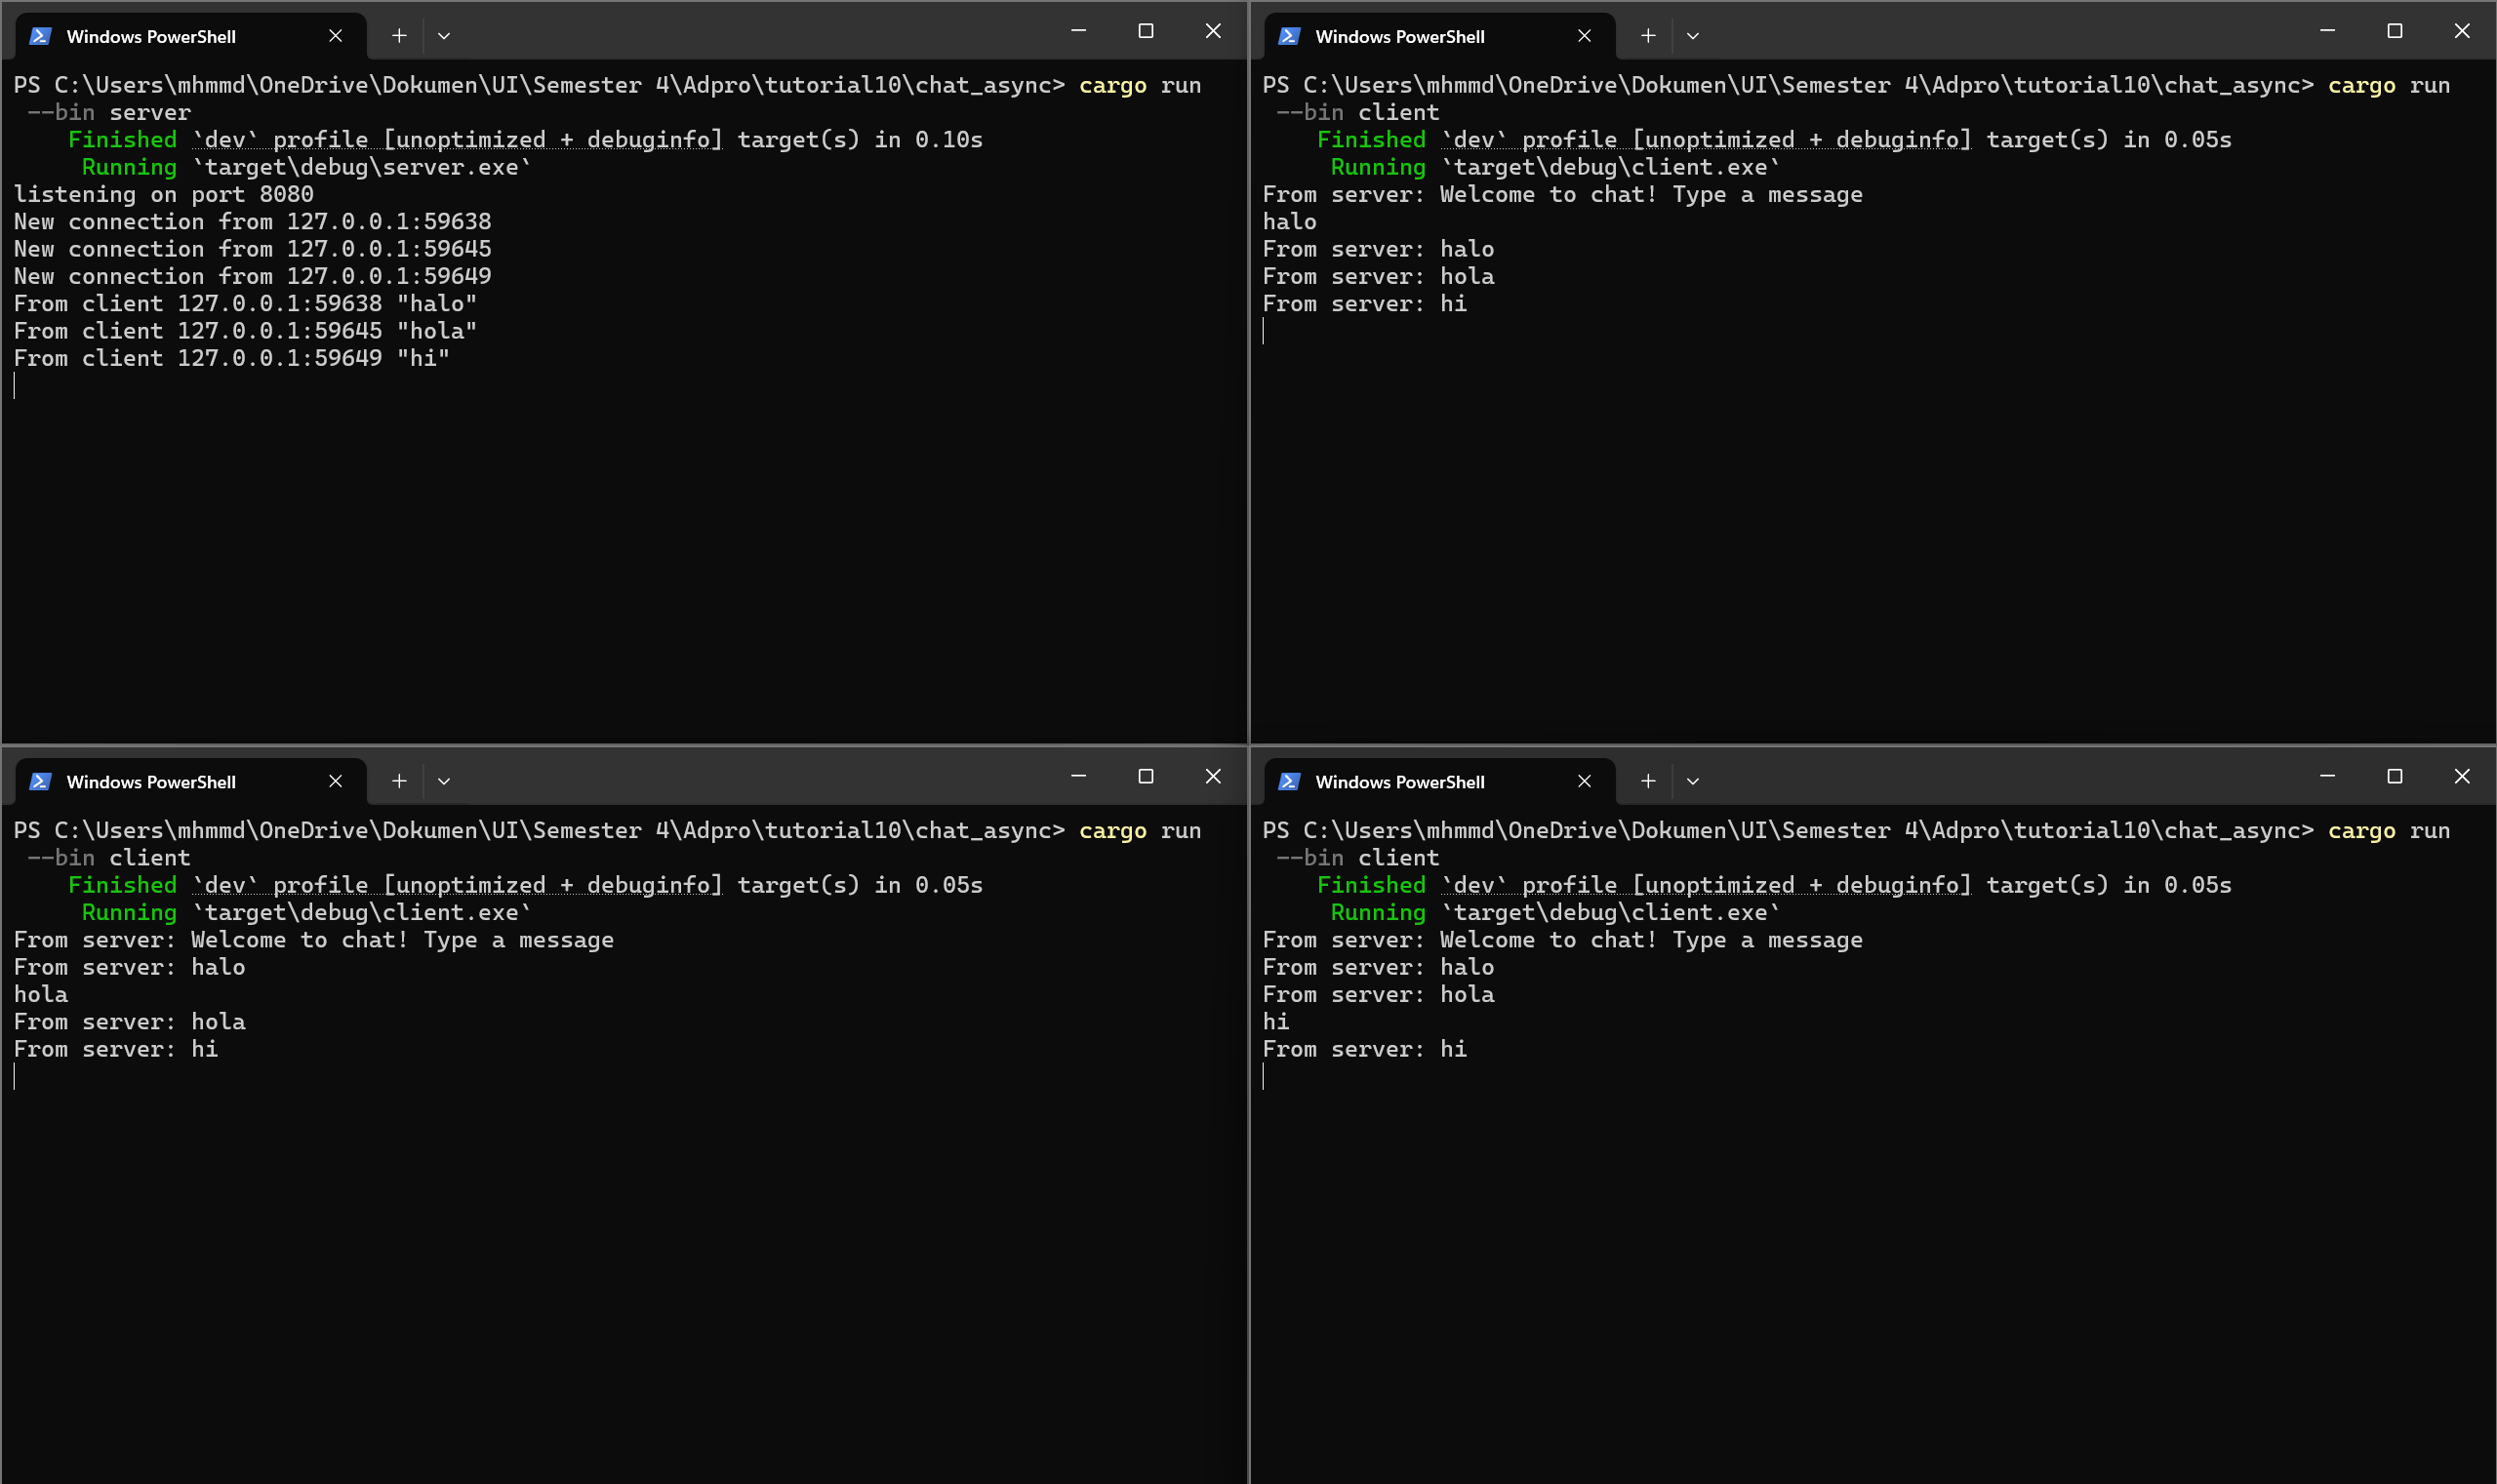 Windows PowerShell
PS C:\Users\mhmmd\OneDrive\Dokumen\UI\Semester 4\Adpro\tutorial10\chat_async> cargo run
--bin server
Finished `dev` profile [unoptimized + debuginfo] target(s) in 0.10s
Running `target\debug\server.exe`
listening on port 8080
New connection from 127.0.0.1:59638
New connection from 127.0.0.1:59645
New connection from 127.0.0.1:59649
From client 127.0.0.1:59638 "halo"
From client 127.0.0.1:59645 "hola"
From client 127.0.0.1:59649 "hi"
Windows PowerShell
PS C:\Users\mhmmd\OneDrive\Dokumen\UI\Semester 4\Adpro\tutorial10\chat_async> cargo run
--bin client
Finished `dev` profile [unoptimized + debuginfo] target(s) in 0.05s
Running `target\debug\client.exe`
From server: Welcome to chat! Type a message
halo
From server: halo
From server: hola
From server: hi
Windows PowerShell
PS C:\Users\mhmmd\OneDrive\Dokumen\UI\Semester 4\Adpro\tutorial10\chat_async> cargo run
--bin client
Finished `dev` profile [unoptimized + debuginfo] target(s) in 0.05s
Running `target\debug\client.exe`
From server: Welcome to chat! Type a message
From server: halo
hola
From server: hola
From server: hi
Windows PowerShell
PS C:\Users\mhmmd\OneDrive\Dokumen\UI\Semester 4\Adpro\tutorial10\chat_async> cargo run
--bin client
Finished `dev` profile [unoptimized + debuginfo] target(s) in 0.05s
Running `target\debug\client.exe`
From server: Welcome to chat! Type a message
From server: halo
From server: hola
hi
From server: hi